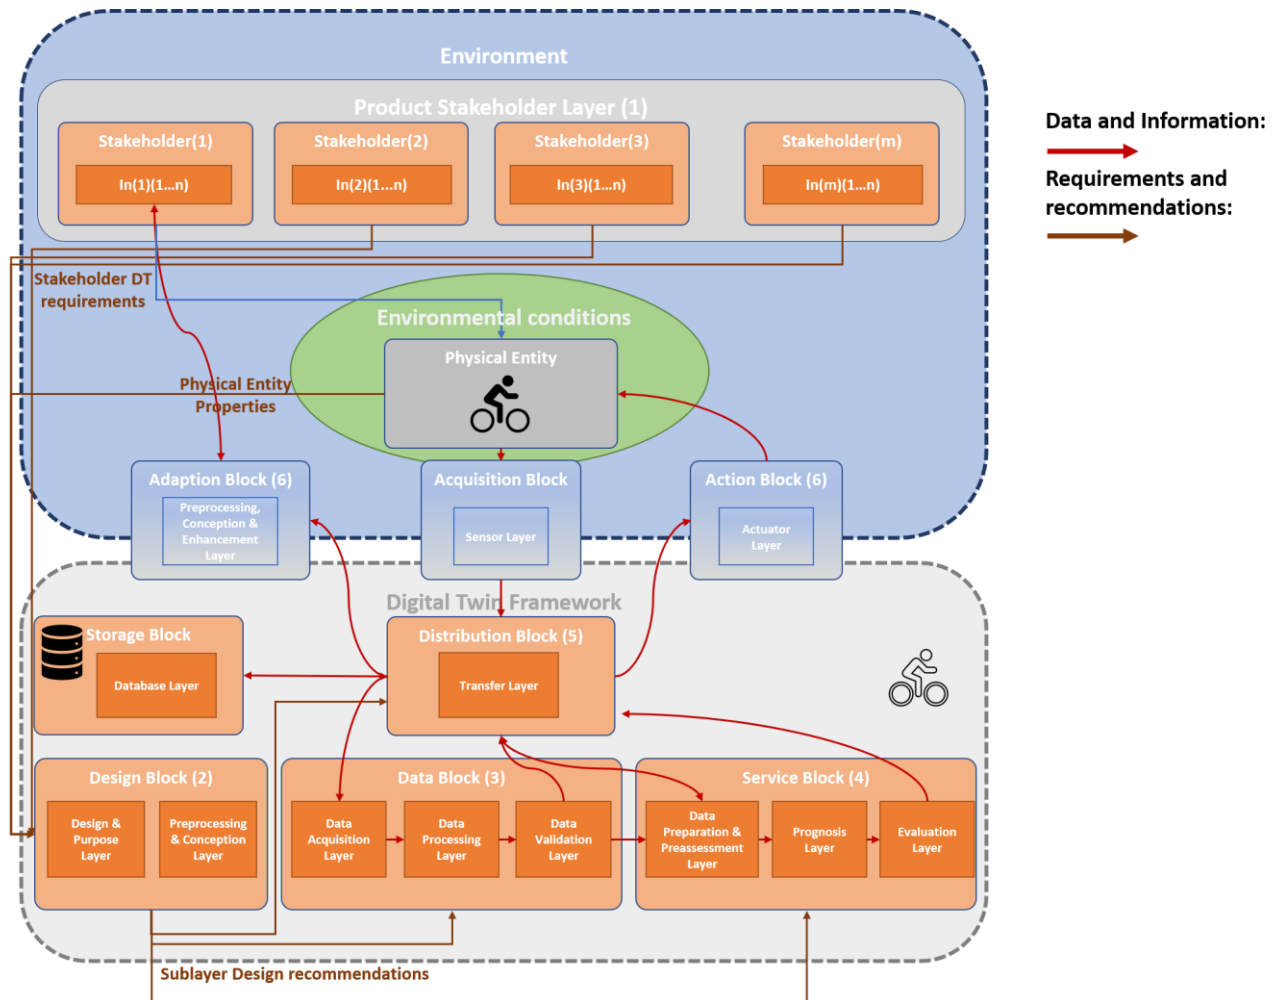 Environment
Product Stakeholder Layer (1)
Stakeholder(1)
In(1)(1...n)
Stakeholder(2)
In(2)(1...n)
Stakeholder(3)
In(3)(1...n)
Stakeholder(m)
In(m)(1...n)
Data and Information:
Requirements and
recommendations:
Stakeholder DT
requirements
Environmental conditions
Physical Entity
Physical Entity
Properties
Adaption Block (6)
Preprocessing,
Conception &
Enhancement
Layer
Acquisition Block
Sensor Layer
Action Block (6)
Actuator
Layer
Digital Twin Framework
Storage Block
Database Layer
Distribution Block (5)
Transfer Layer
Design Block (2)
Design &
Purpose
Layer
Preprocessing
& Conception
Layer
Data Block (3)
Data
Acquisition
Layer
Data
Processing
Layer
Data
Validation
Layer
Service Block (4)
Data
Preparation &
Preassessment
Layer
Prognosis
Layer
Evaluation
Layer
Sublayer Design recommendations